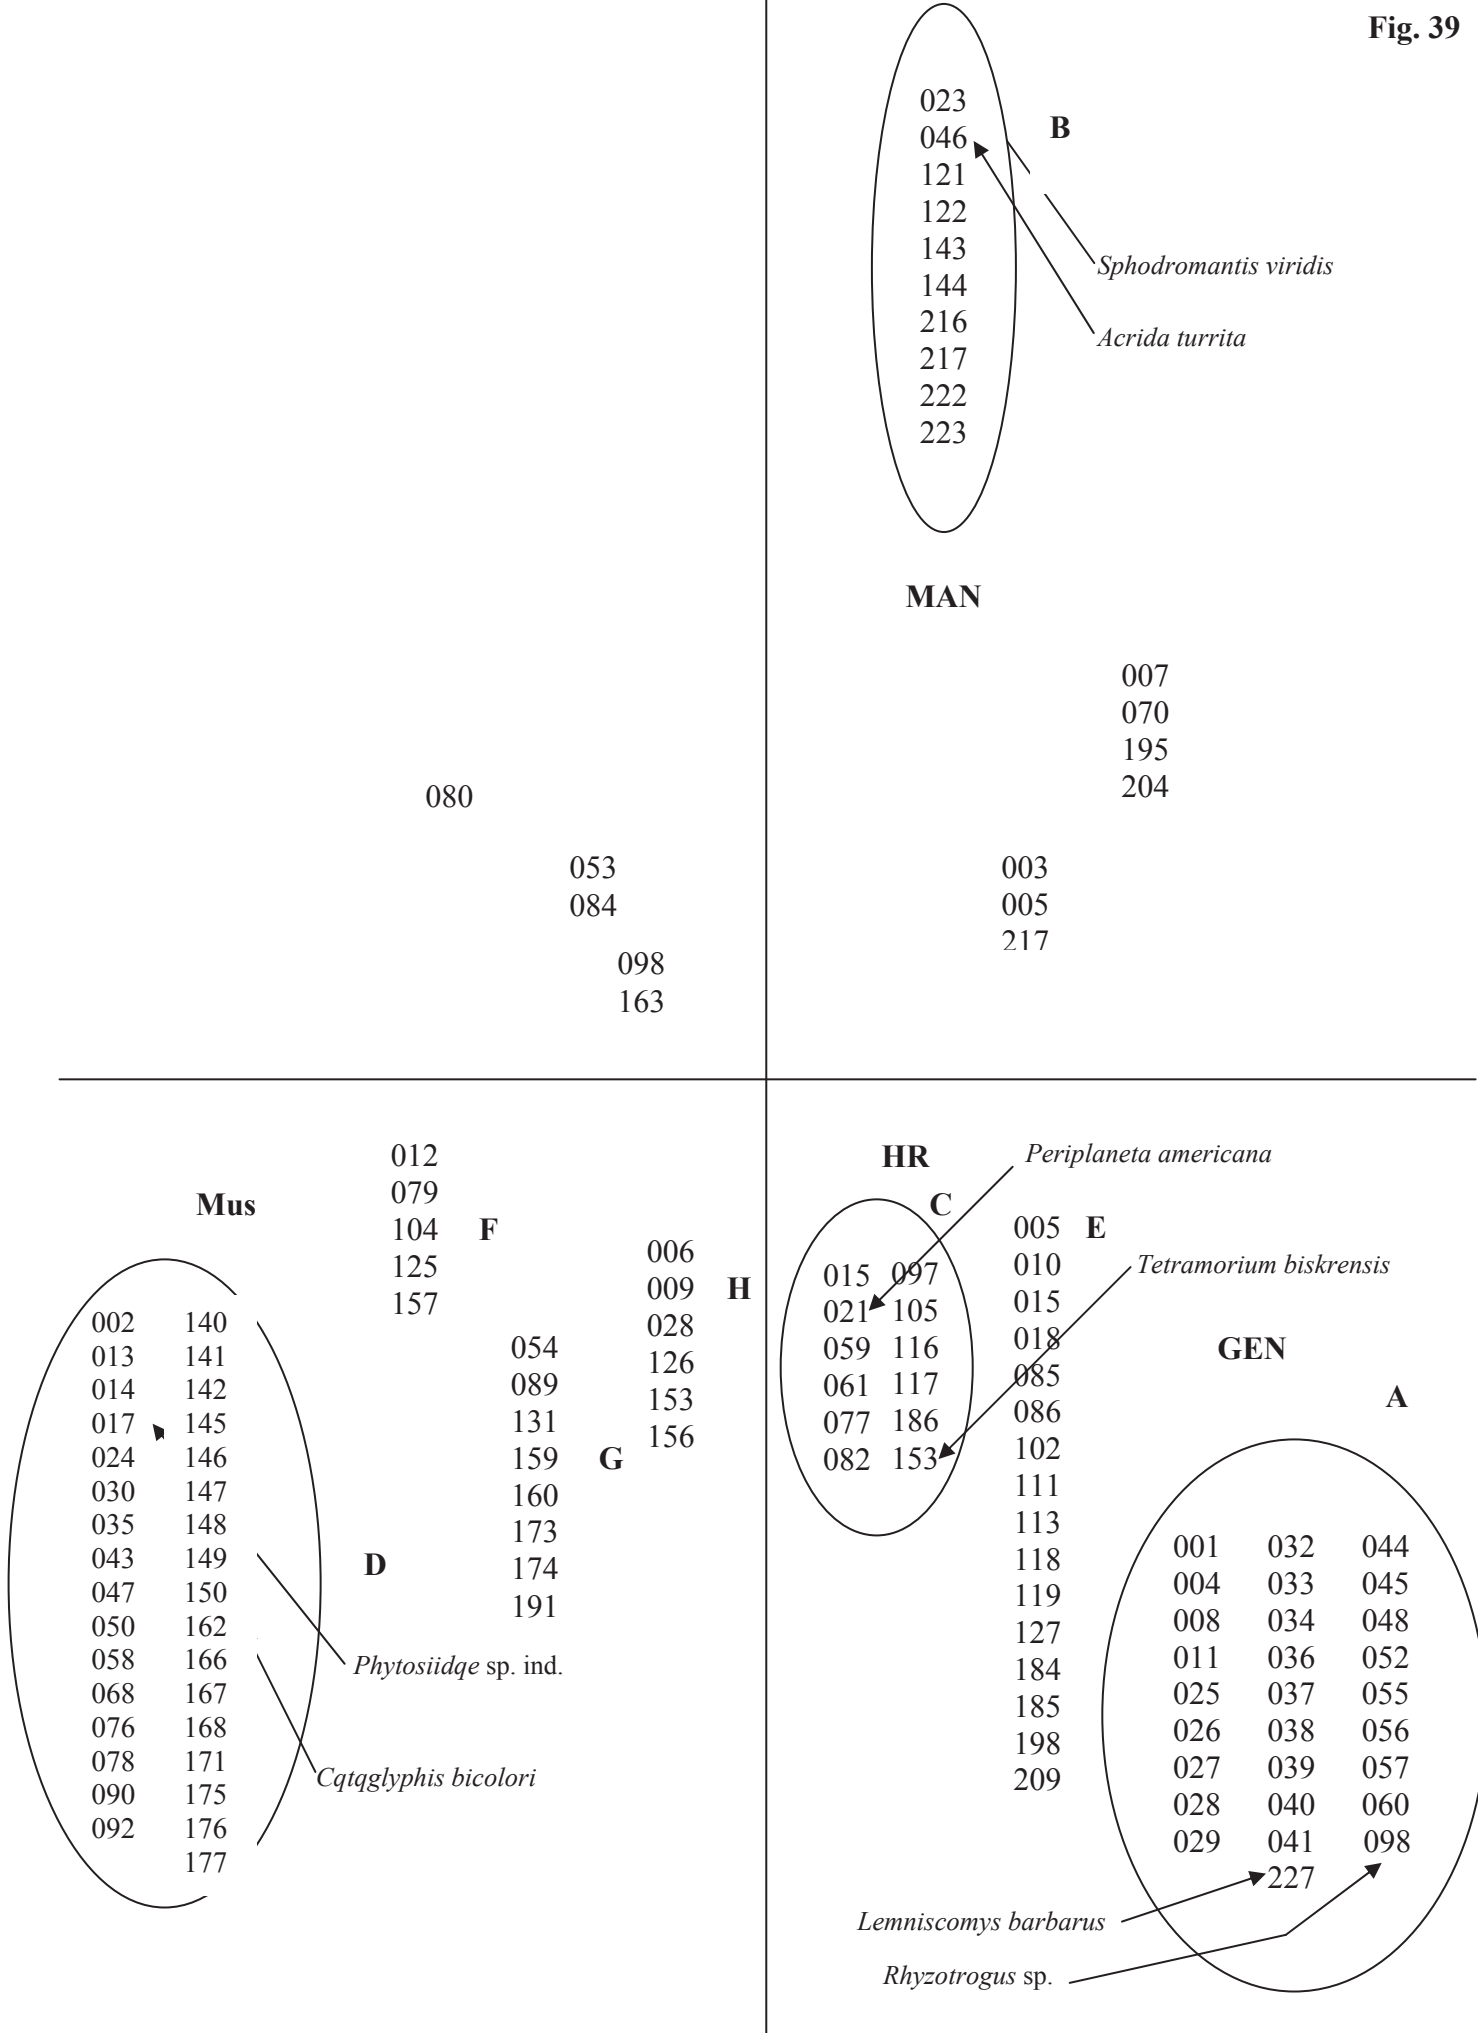 Fig. 39
023
046
121
122
143
144
216
217
222
223
B
Sphodromantis viridis
Acrida turrita
MAN
007
070
195
204
003
005
217
080
053
084
098
163
Mus
002 140
013 141
014 142
017 145
024 146
030 147
035 148
043 149
047 150
050 162
058 166
068 167
076 168
078 171
090 175
092 176
177
D
Phytosiidqe sp. ind.
Cqtqglyphis bicolori
012
079
104
125
157
F
054
089
131
159
160
173
174
191
G
006
009
028
126
153
156
H
HR
C
Periplaneta americana
015 097
021 105
059 116
061 117
077 186
082 153
005
010
015
018
085
086
102
111
113
118
119
127
184
185
198
209
E
Tetramorium biskrensis
GEN
A
001 032 044
004 033 045
008 034 048
011 036 052
025 037 055
026 038 056
027 039 057
028 040 060
029 041 098
227
Lemniscomys barbarus
Rhyzotrogus sp.